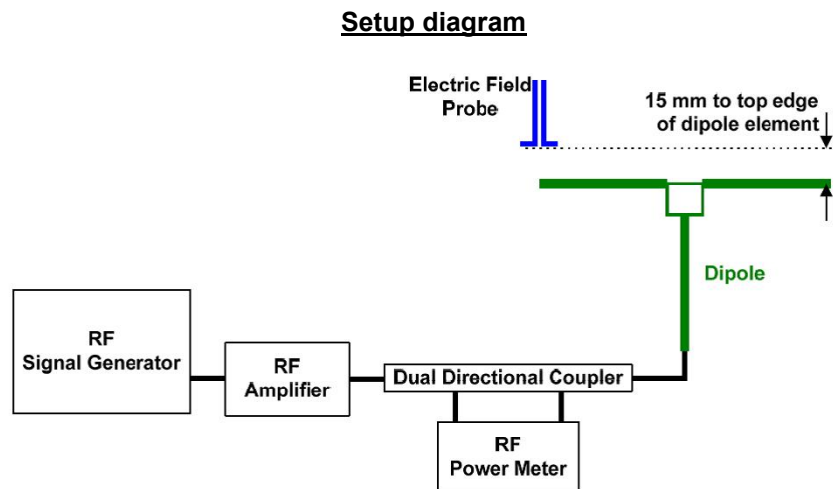 Setup diagram
Electric Field
Probe
15 mm to top edge
of dipole element
Dipole
RF
Signal Generator
RF
Amplifier
Dual Directional Coupler
RF
Power Meter